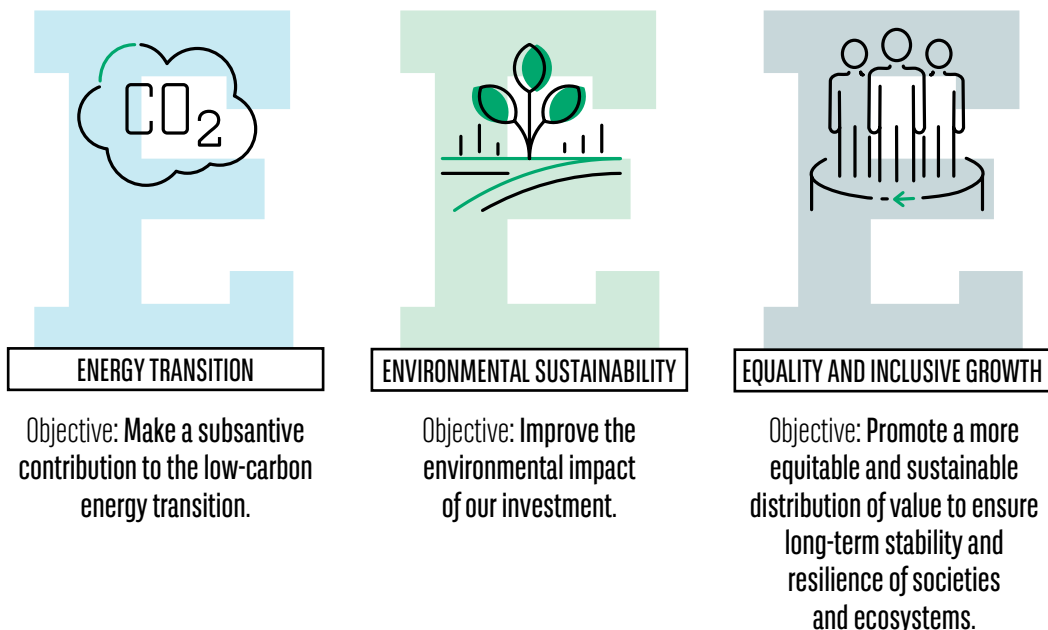 CO2
ENERGY TRANSITION
Objective: Make a subsantive
contribution to the low-carbon
energy transition.
ENVIRONMENTAL SUSTAINABILITY
Objective: Improve the
environmental impact
of our investment.
EQUALITY AND INCLUSIVE GROWTH
Objective: Promote a more
equitable and sustainable
distribution of value to ensure
long-term stability and
resilience of societies
and ecosystems.